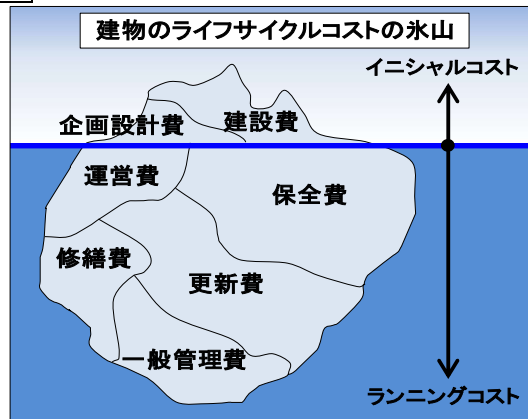 建物のライフサイクルコストの氷山
イニシャルコスト
企画設計費
建設費
運営費
保全費
修繕費
更新費
一般管理費
ランニングコスト